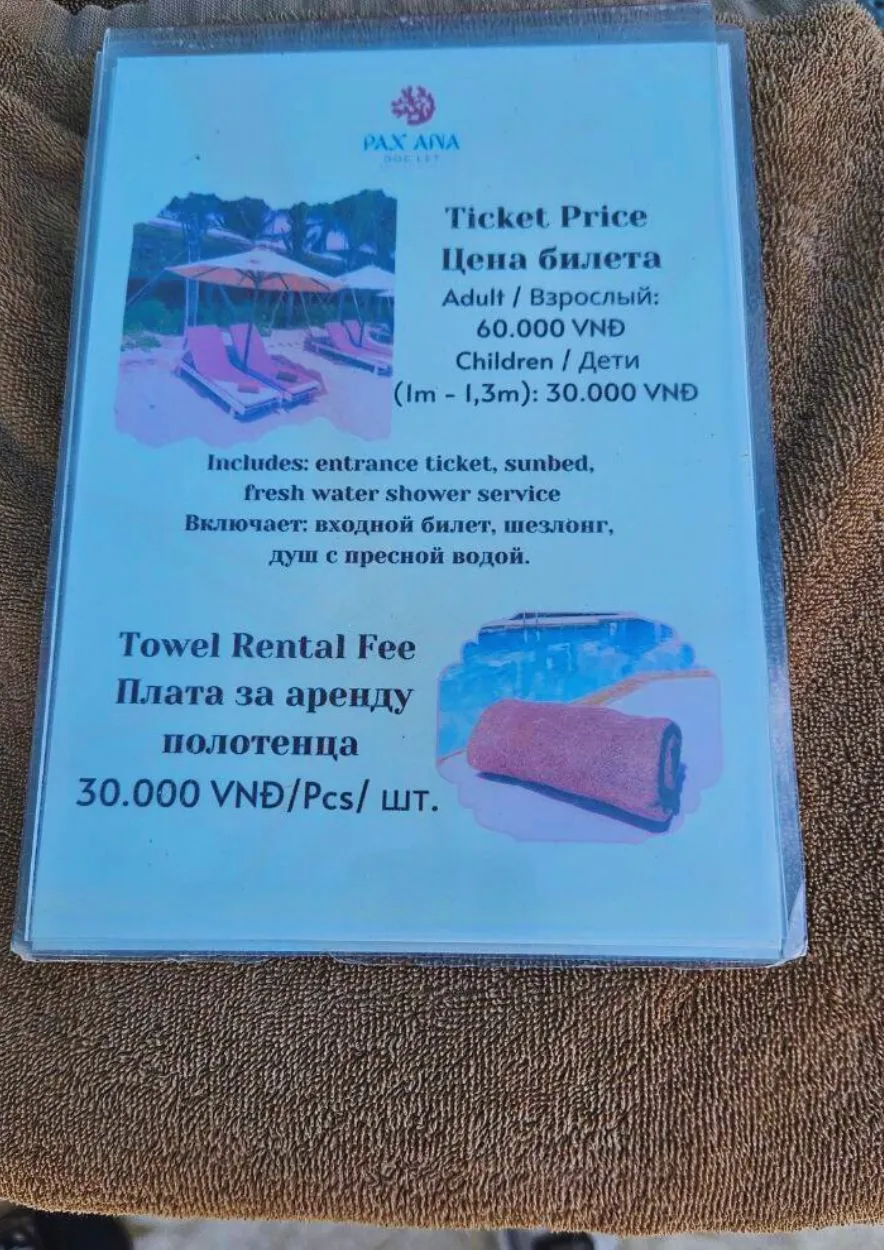 PAX ANA
DOC LET
Ticket Price
Цена билета
Adult / Взрослый:
60.000 VNĐ
Children / Дети
(1m - 1,3m): 30.000 VNĐ
Includes: entrance ticket, sunbed,
fresh water shower service
Включает: входной билет, шезлонг,
душ с пресной водой.
Towel Rental Fee
Плата за аренду
полотенца
30.000 VNĐ/Pcs/ шт.